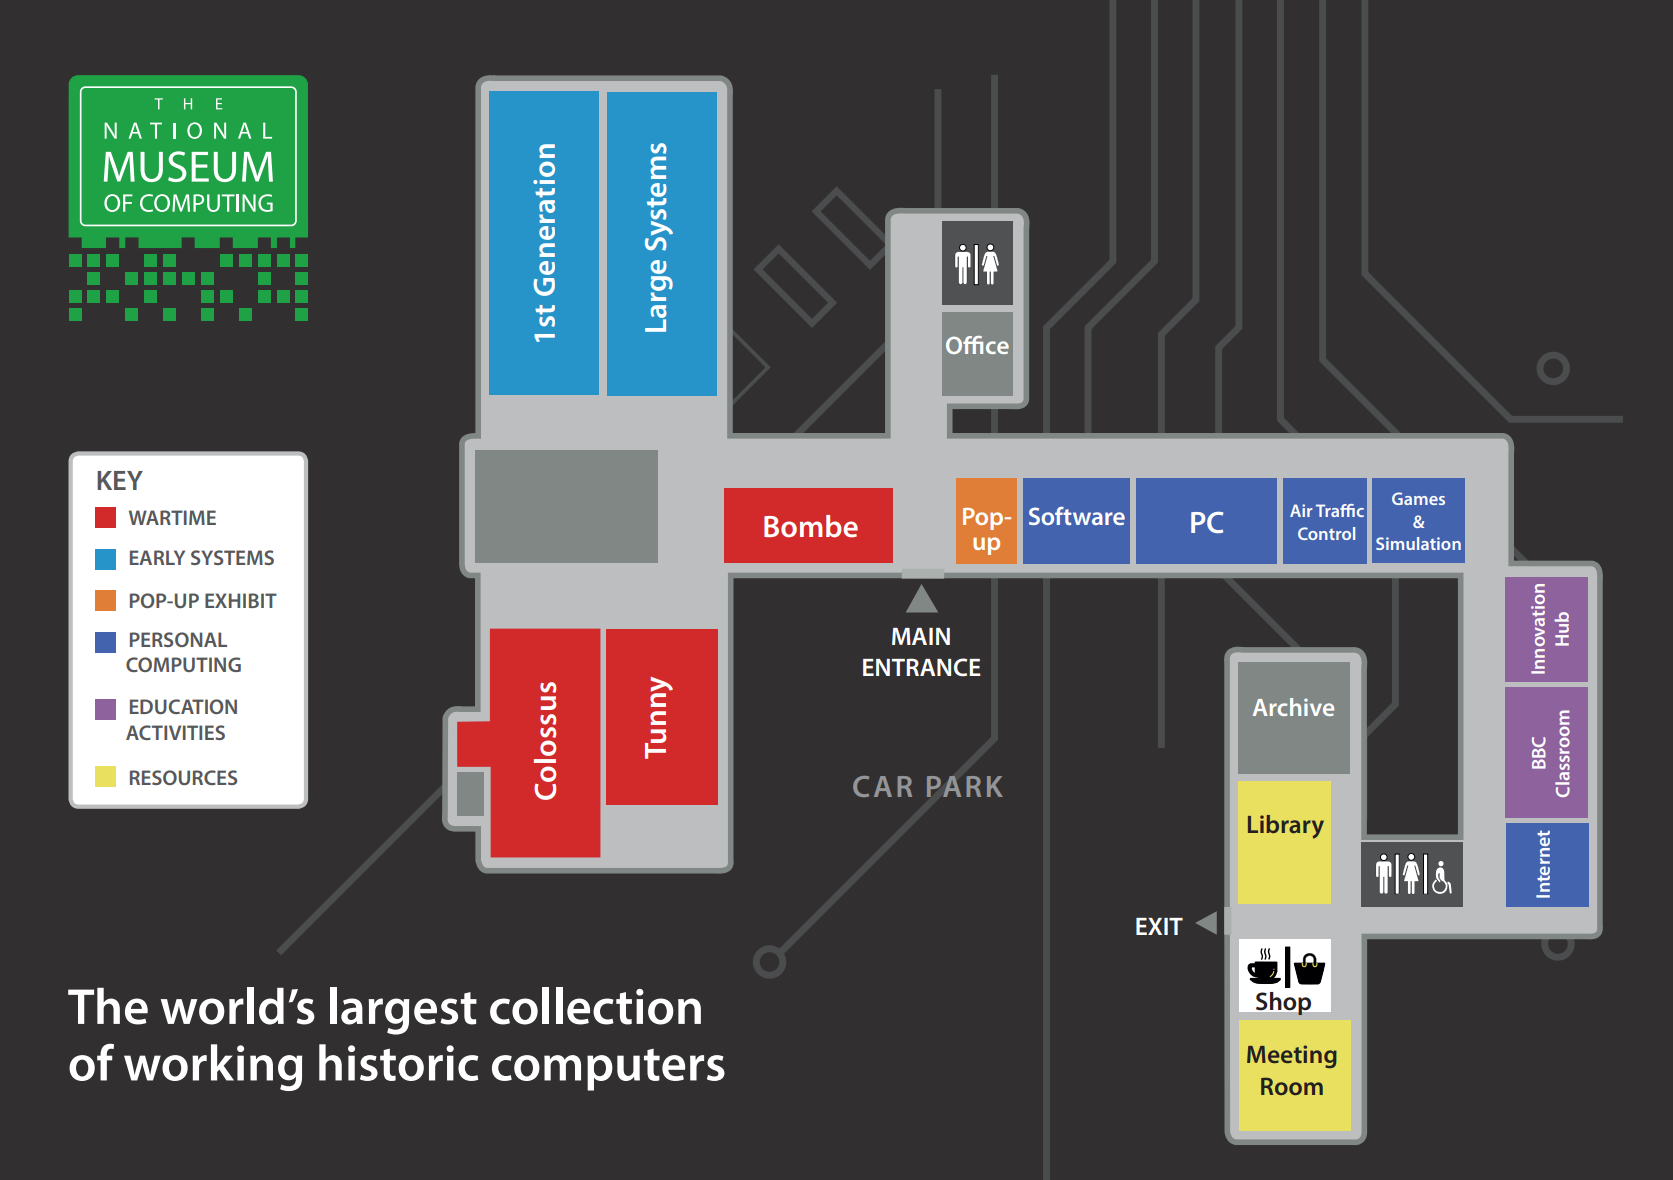 THE
NATIONAL
MUSEUM
OF COMPUTING
KEY
WARTIME
EARLY SYSTEMS
POP-UP EXHIBIT
PERSONAL
COMPUTING
EDUCATION
ACTIVITIES
RESOURCES
1st Generation
Large Systems
Office
Bombe
Pop-
up
Software
PC
Air Traffic
Control
Games
&
Simulation
MAIN
ENTRANCE
Colossus
Tunny
CAR PARK
Innovation
Hub
BBC
Classroom
Internet
Archive
Library
EXIT
Shop
Meeting
Room
The world's largest collection
of working historic computers